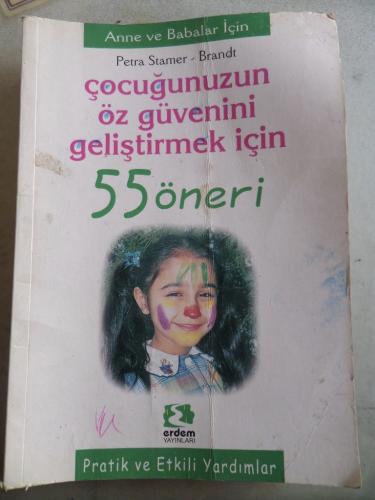 Anne ve Babalar İçin
Petra Stamer - Brandt
çocuğunuzun
öz güvenini
geliştirmek için
55 öneri
erdem
YAYINLARI
Pratik ve Etkili Yardımlar